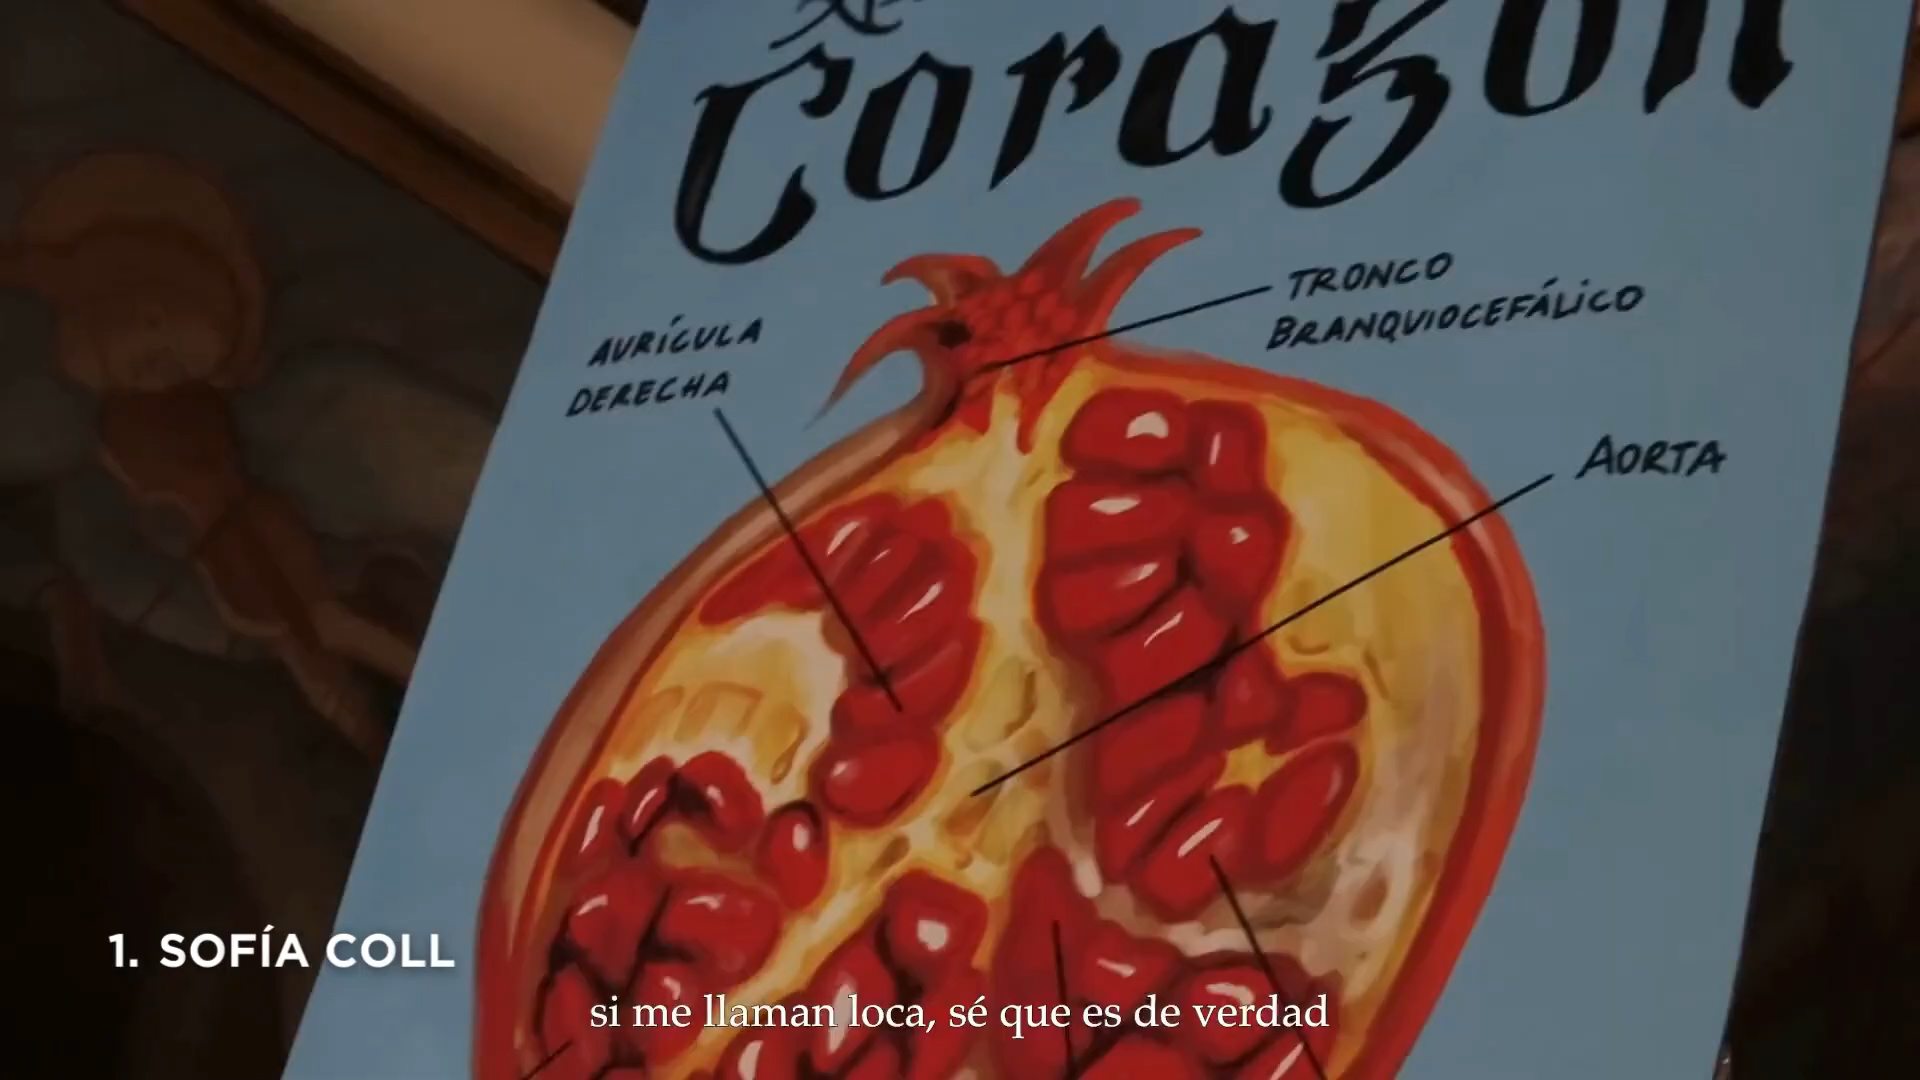 Corazón
AURÍCULA
DERECHA
TRONCO
BRANQUIOCEFÁLICO
AORTA
1. SOFÍA COLL
si me llaman loca, sé que es de verdad